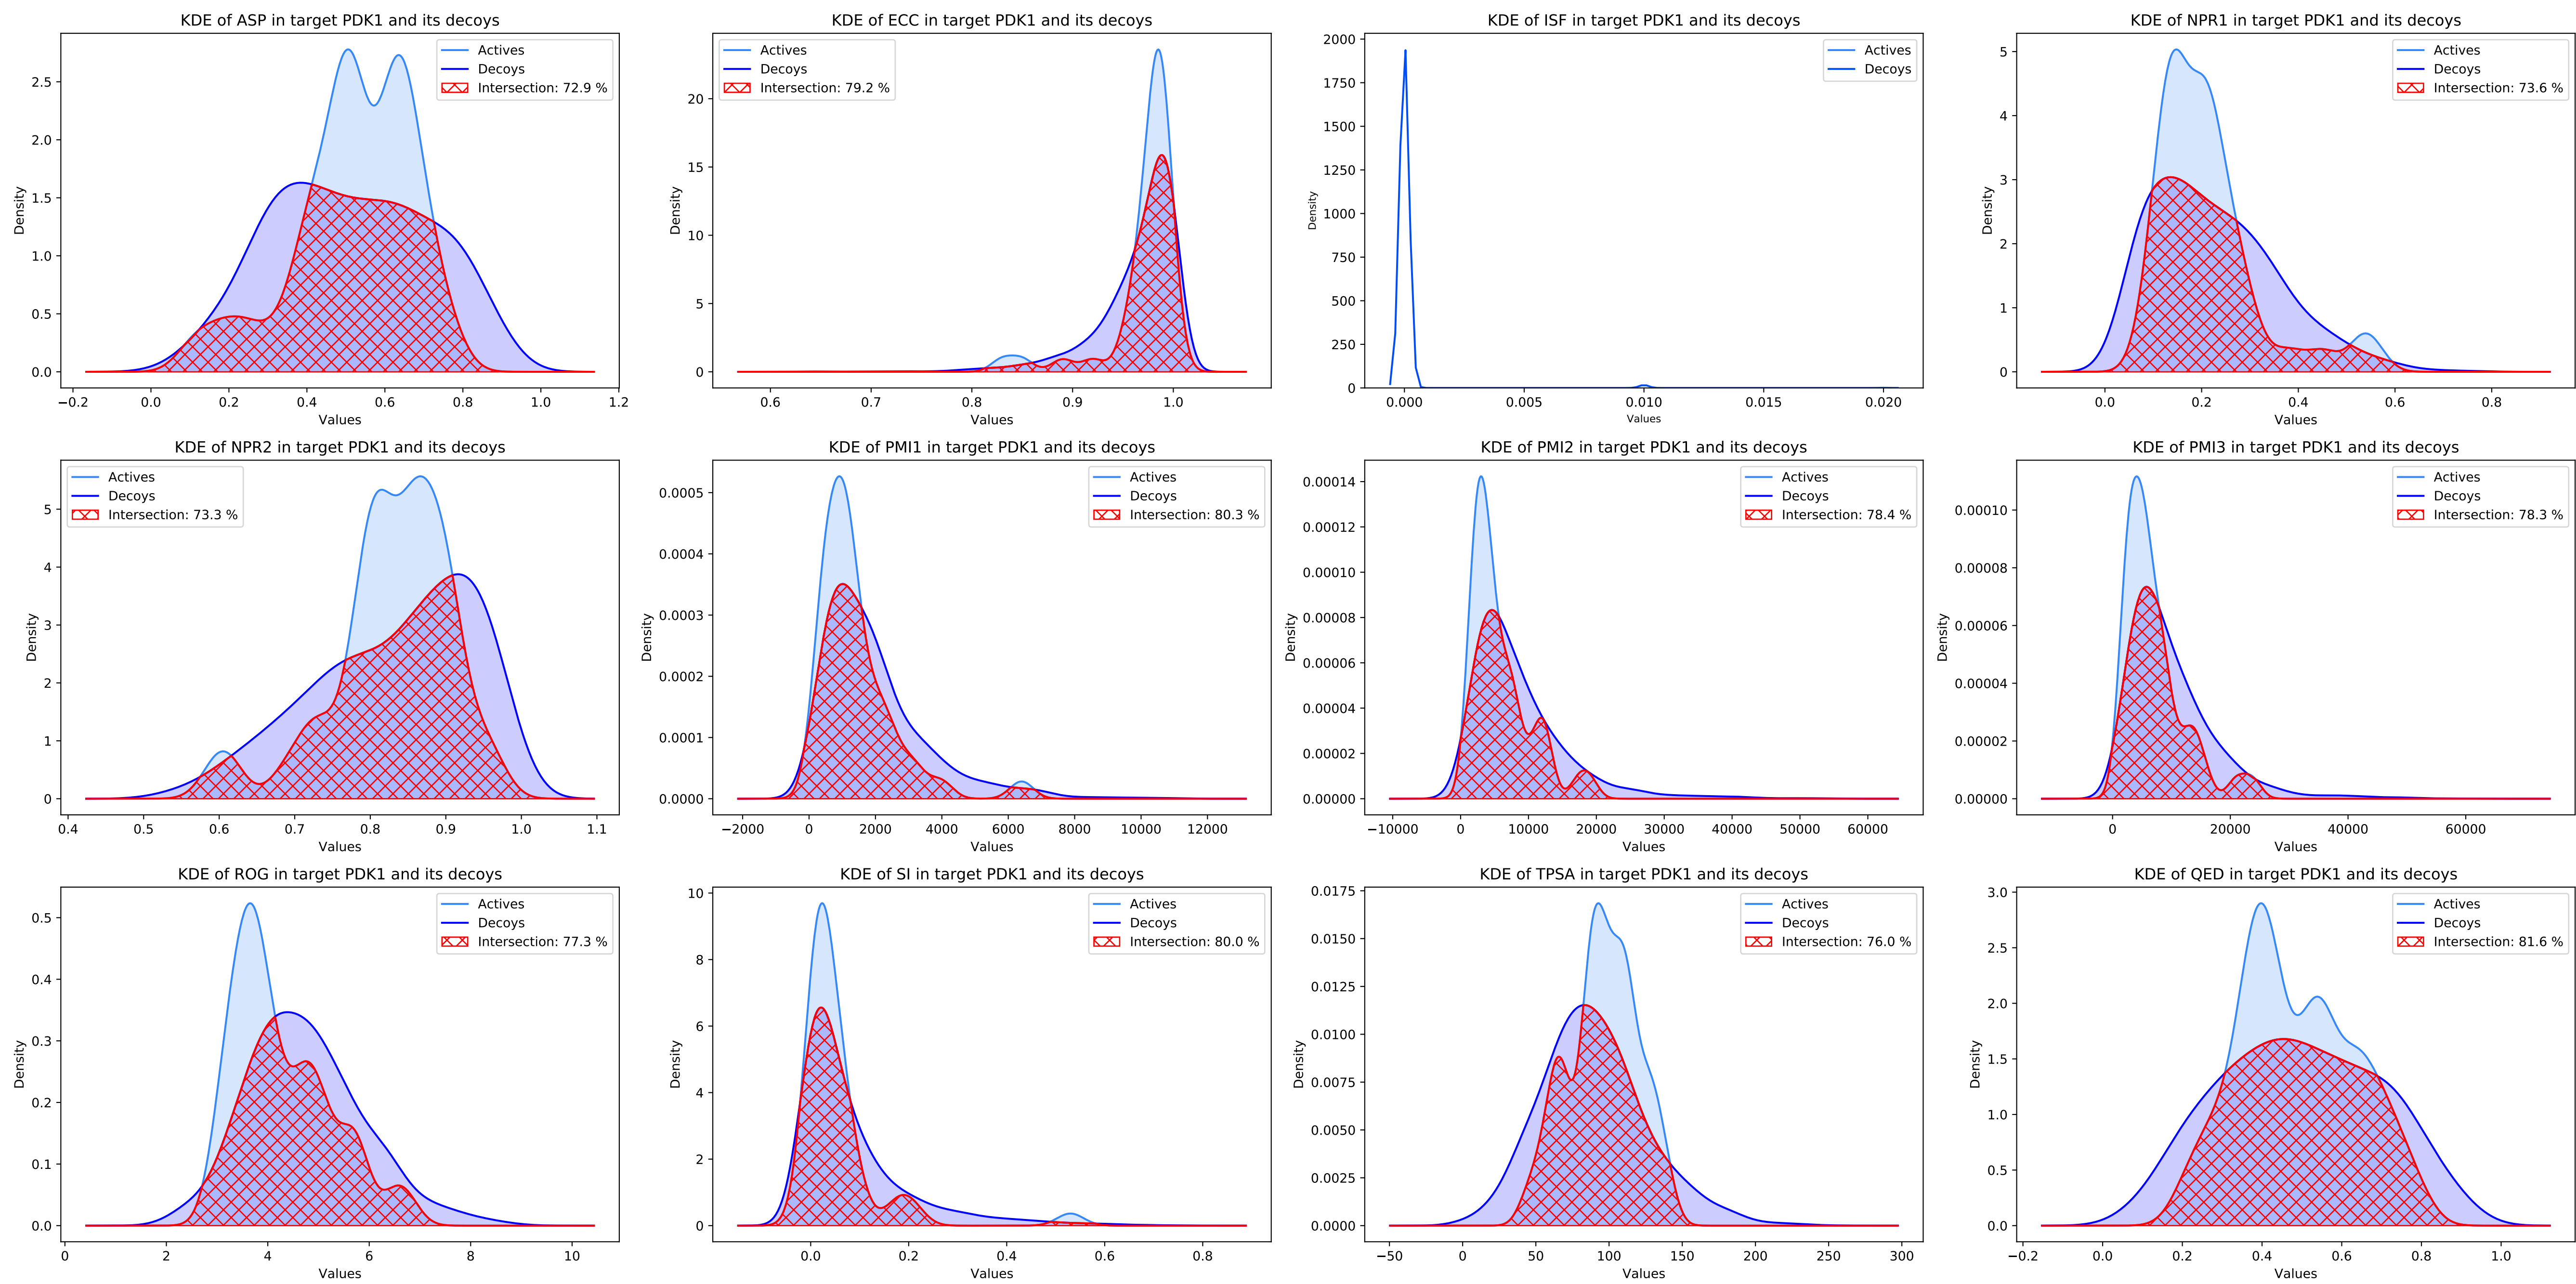 KDE of ASP in target PDK1 and its decoys
Actives
Decoys
Intersection: 72.9 %
Density
2.5
2.0
1.5
1.0
0.5
0.0
−0.2 0.0 0.2 0.4 0.6 0.8 1.0 1.2
Values
KDE of ECC in target PDK1 and its decoys
Actives
Decoys
Intersection: 79.2 %
Density
20
15
10
5
0
0.6 0.7 0.8 0.9 1.0
Values
KDE of ISF in target PDK1 and its decoys
Actives
Decoys
Density
2000
1750
1500
1250
1000
750
500
250
0
0.000 0.005 0.010 0.015 0.020
Values
KDE of NPR1 in target PDK1 and its decoys
Actives
Decoys
Intersection: 73.6 %
Density
5
4
3
2
1
0
0.0 0.2 0.4 0.6 0.8
Values
KDE of NPR2 in target PDK1 and its decoys
Actives
Decoys
Intersection: 73.3 %
Density
5
4
3
2
1
0
0.4 0.5 0.6 0.7 0.8 0.9 1.0 1.1
Values
KDE of PMI1 in target PDK1 and its decoys
Actives
Decoys
Intersection: 80.3 %
Density
0.0005
0.0004
0.0003
0.0002
0.0001
0.0000
−2000 0 2000 4000 6000 8000 10000 12000
Values
KDE of PMI2 in target PDK1 and its decoys
Actives
Decoys
Intersection: 78.4 %
Density
0.00014
0.00012
0.00010
0.00008
0.00006
0.00004
0.00002
0.00000
−10000 0 10000 20000 30000 40000 50000 60000
Values
KDE of PMI3 in target PDK1 and its decoys
Actives
Decoys
Intersection: 78.3 %
Density
0.00010
0.00008
0.00006
0.00004
0.00002
0.00000
0 20000 40000 60000
Values
KDE of ROG in target PDK1 and its decoys
Actives
Decoys
Intersection: 77.3 %
Density
0.5
0.4
0.3
0.2
0.1
0.0
0 2 4 6 8 10
Values
KDE of SI in target PDK1 and its decoys
Actives
Decoys
Intersection: 80.0 %
Density
10
8
6
4
2
0
0.0 0.2 0.4 0.6 0.8
Values
KDE of TPSA in target PDK1 and its decoys
Actives
Decoys
Intersection: 76.0 %
Density
0.0175
0.0150
0.0125
0.0100
0.0075
0.0050
0.0025
0.0000
−50 0 50 100 150 200 250 300
Values
KDE of QED in target PDK1 and its decoys
Actives
Decoys
Intersection: 81.6 %
Density
3.0
2.5
2.0
1.5
1.0
0.5
0.0
−0.2 0.0 0.2 0.4 0.6 0.8 1.0
Values